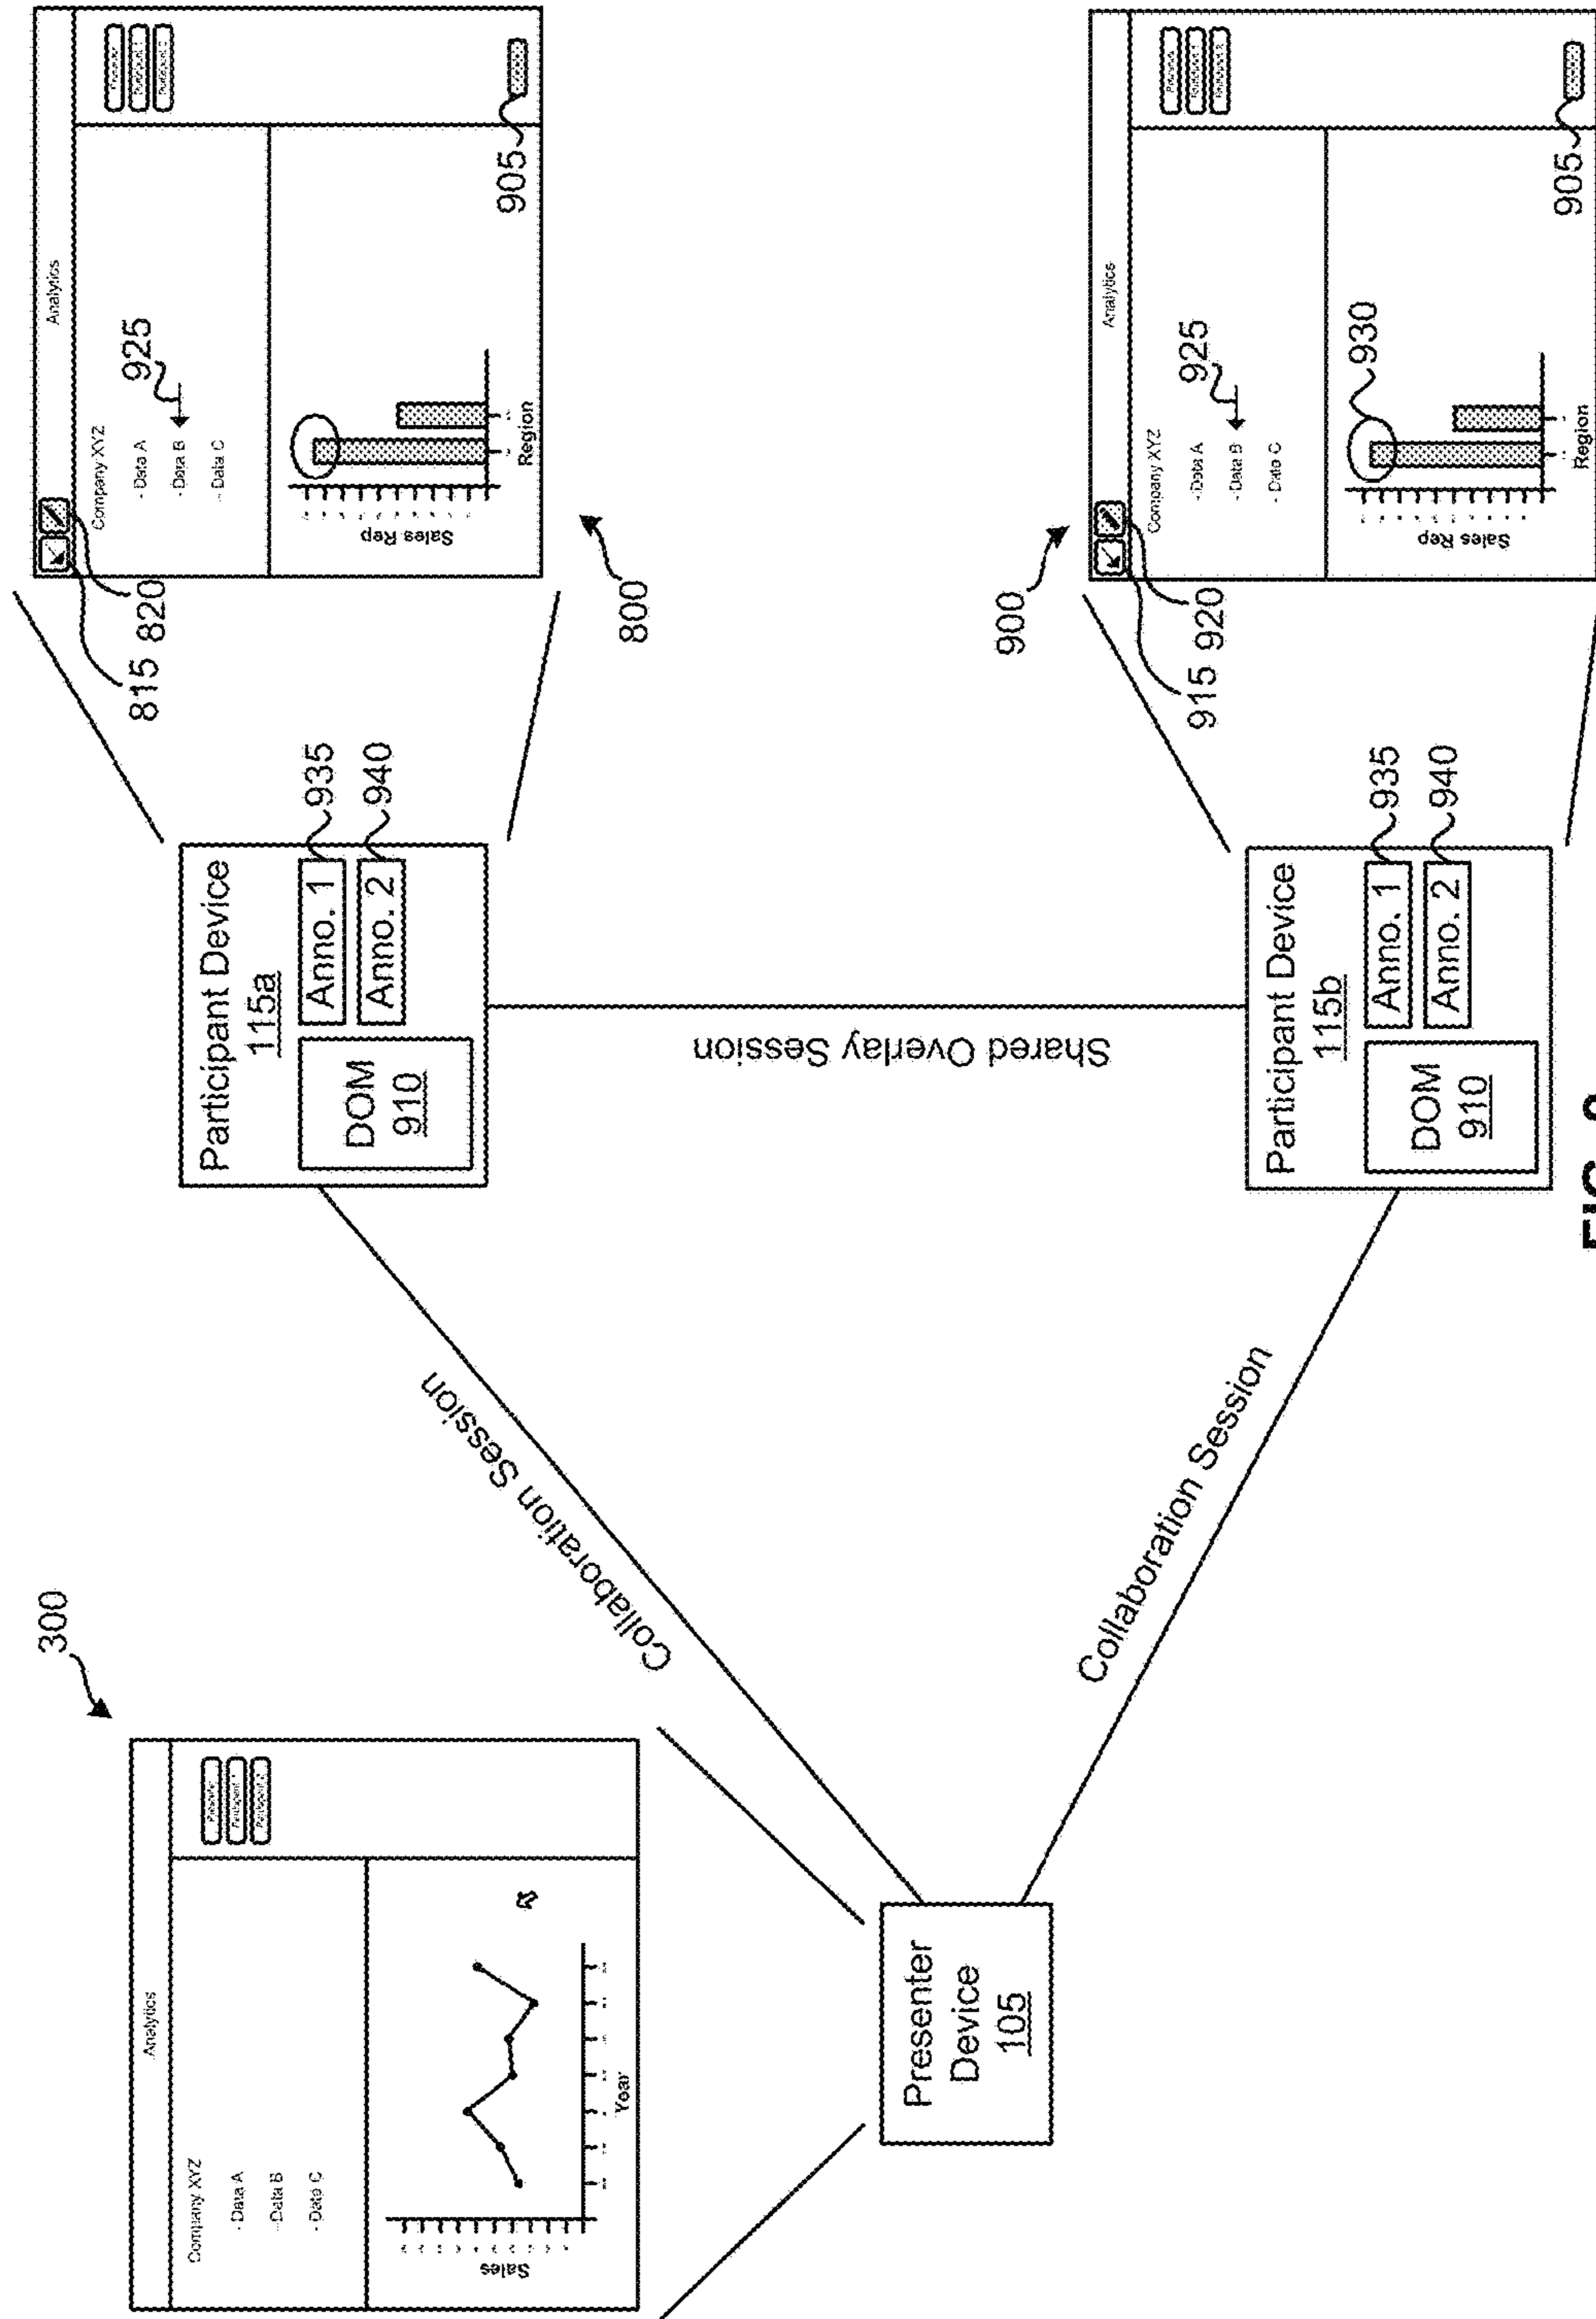 300
Analytics
Company XYZ
- Data A
- Data B
- Data C
Sales
Year
Presenter
Device
105
Collaboration Session
Collaboration Session
Participant Device
115a
DOM
910
Anno. 1
Anno. 2
935
940
Shared Overlay Session
Participant Device
115b
DOM
910
Anno. 1
Anno. 2
935
940
815
820
Analytics
Company XYZ
- Data A
- Data B
- Data C
925
Sales Rep
Region
905
800
900
915
920
Analytics
Company XYZ
- Data A
- Data B
- Data C
925
930
Sales Rep
Region
905